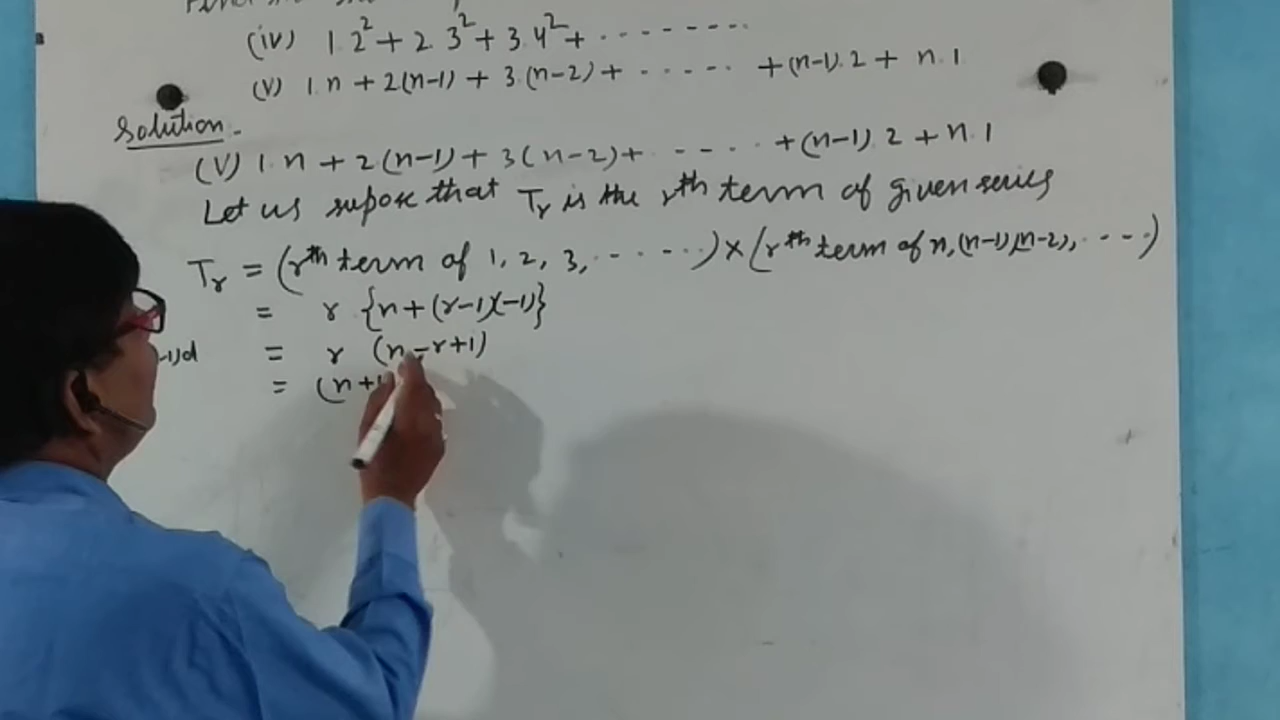 (iv) 1.2² + 2.3² + 3.4² + ........
(v) 1.n + 2(n-1) + 3.(n-2) + ...... + (n-1).2 + n.1
Solution -
(v) 1.n + 2(n-1) + 3(n-2) + ..... + (n-1).2 + n.1
Let us supose that Tr is the rth term of given series
Tr = (rth term of 1, 2, 3, ......) × (rth term of n, (n-1), (n-2), ....)
= r {n + (r-1)(-1)}
-1)d = r (n-r+1)
= (n+1